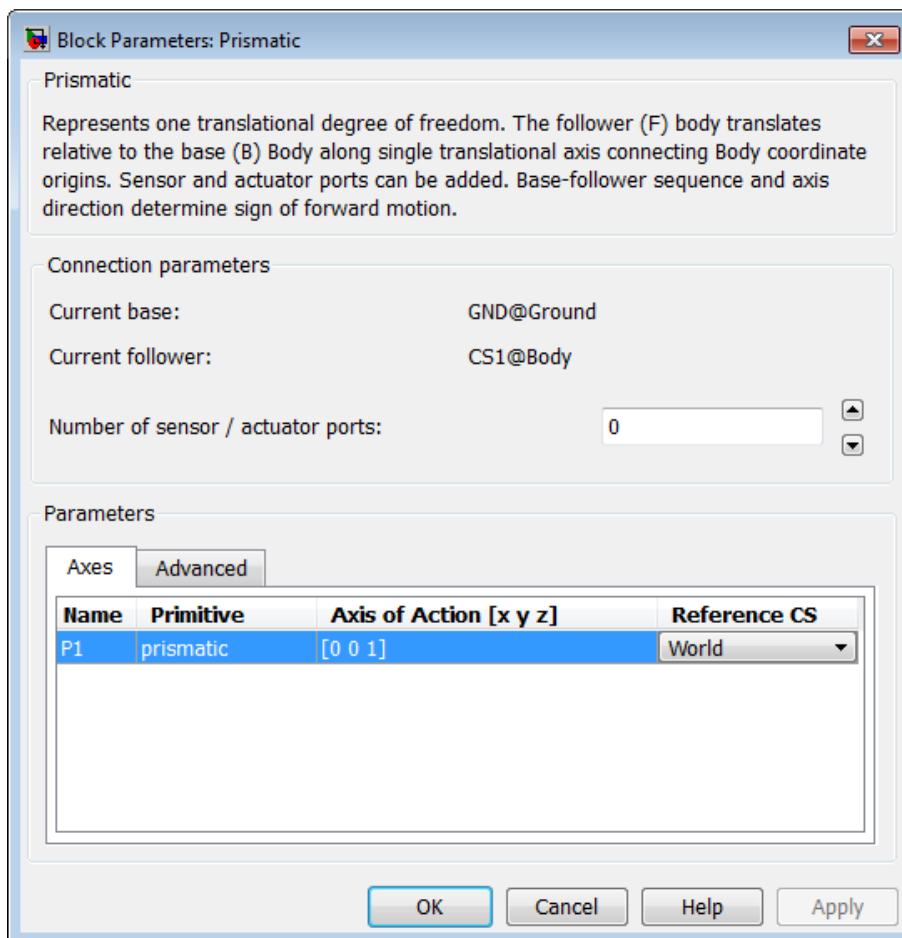 Block Parameters: Prismatic
Prismatic
Represents one translational degree of freedom. The follower (F) body translates
relative to the base (B) Body along single translational axis connecting Body coordinate
origins. Sensor and actuator ports can be added. Base-follower sequence and axis
direction determine sign of forward motion.
Connection parameters
Current base: GND@Ground
Current follower: CS1@Body
Number of sensor / actuator ports: 0
Parameters
Axes Advanced
Name Primitive Axis of Action [x y z] Reference CS
P1 prismatic [0 0 1] World
OK Cancel Help Apply